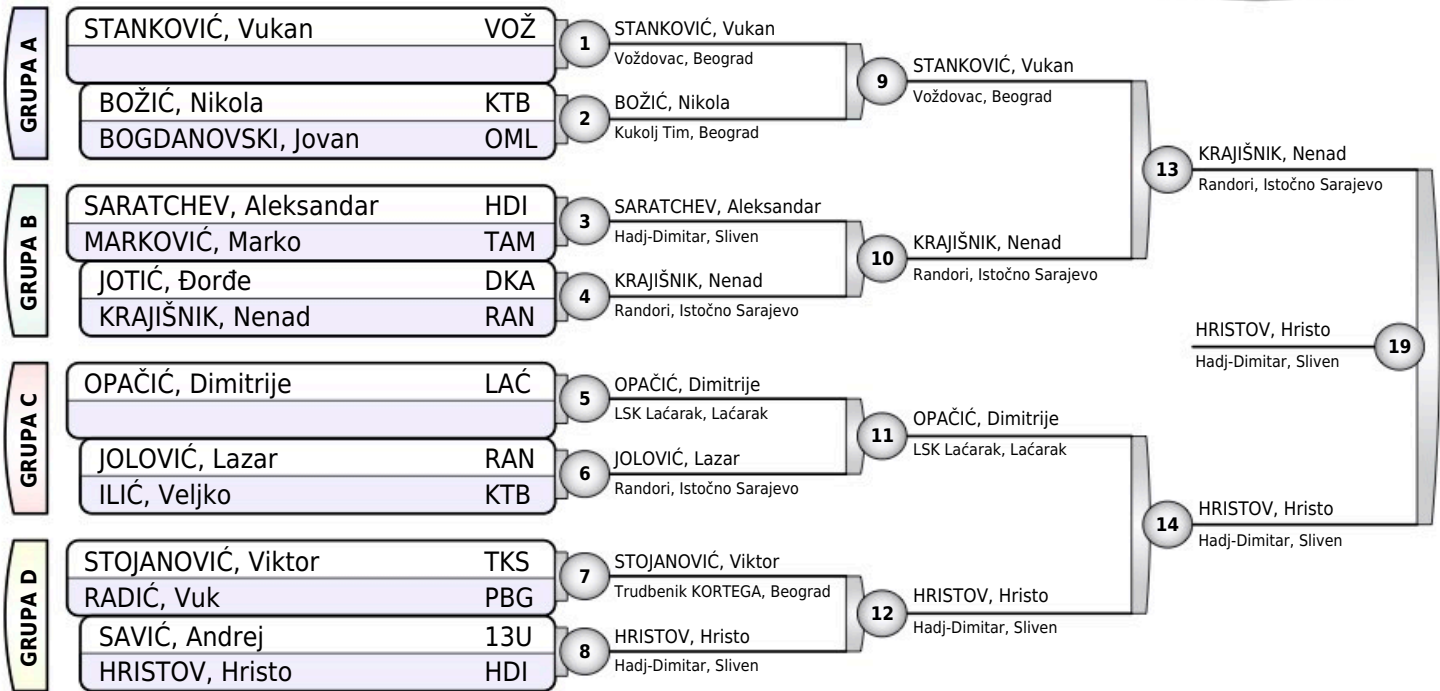 GRUPA A
STANKOVIĆ, Vukan VOŽ
BOŽIĆ, Nikola KTB
BOGDANOVSKI, Jovan OML
GRUPA B
SARATCHEV, Aleksandar HDI
MARKOVIĆ, Marko TAM
JOTIĆ, Đorđe DKA
KRAJIŠNIK, Nenad RAN
GRUPA C
OPAČIĆ, Dimitrije LAĆ
JOLOVIĆ, Lazar RAN
ILIĆ, Veljko KTB
GRUPA D
STOJANOVIĆ, Viktor TKS
RADIĆ, Vuk PBG
SAVIĆ, Andrej 13U
HRISTOV, Hristo HDI
1 STANKOVIĆ, Vukan
Voždovac, Beograd
2 BOŽIĆ, Nikola
Kukolj Tim, Beograd
3 SARATCHEV, Aleksandar
Hadj-Dimitar, Sliven
4 KRAJIŠNIK, Nenad
Randori, Istočno Sarajevo
5 OPAČIĆ, Dimitrije
LSK Laćarak, Laćarak
6 JOLOVIĆ, Lazar
Randori, Istočno Sarajevo
7 STOJANOVIĆ, Viktor
Trudbenik KORTEGA, Beograd
8 HRISTOV, Hristo
Hadj-Dimitar, Sliven
9 STANKOVIĆ, Vukan
Voždovac, Beograd
10 KRAJIŠNIK, Nenad
Randori, Istočno Sarajevo
11 OPAČIĆ, Dimitrije
LSK Laćarak, Laćarak
12 HRISTOV, Hristo
Hadj-Dimitar, Sliven
13 KRAJIŠNIK, Nenad
Randori, Istočno Sarajevo
14 HRISTOV, Hristo
Hadj-Dimitar, Sliven
HRISTOV, Hristo 19
Hadj-Dimitar, Sliven